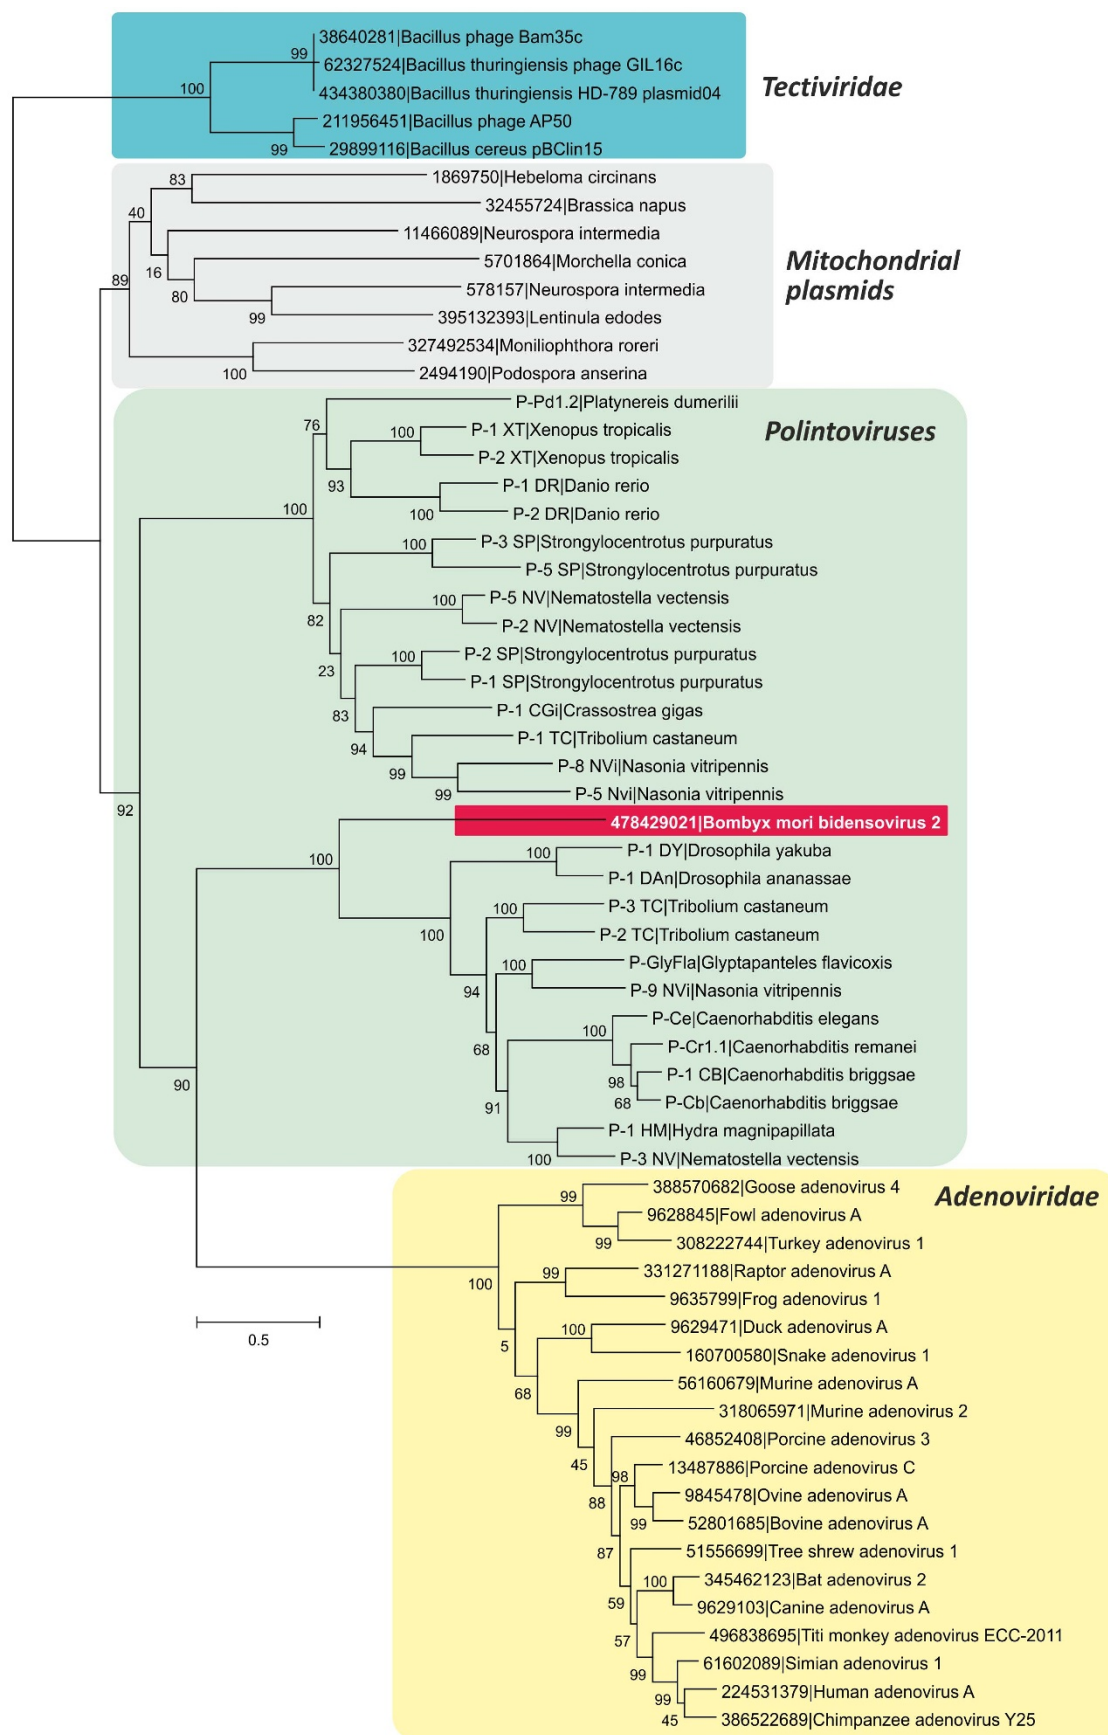 38640281|Bacillus phage Bam35c
99
62327524|Bacillus thuringiensis phage GIL16c
100
434380380|Bacillus thuringiensis HD-789 plasmid04
Tectiviridae
211956451|Bacillus phage AP50
99
29899116|Bacillus cereus pBClin15
1869750|Hebeloma circinans
83
32455724|Brassica napus
40
11466089|Neurospora intermedia
16
5701864|Morchella conica
89
80
578157|Neurospora intermedia
99
395132393|Lentinula edodes
Mitochondrial
plasmids
327492534|Moniliophthora roreri
100
2494190|Podospora anserina
P-Pd1.2|Platynereis dumerilii
Polintoviruses
76
100
P-1 XT|Xenopus tropicalis
P-2 XT|Xenopus tropicalis
93
P-1 DR|Danio rerio
100
100
P-2 DR|Danio rerio
100
P-3 SP|Strongylocentrotus purpuratus
P-5 SP|Strongylocentrotus purpuratus
82
100
P-5 NV|Nematostella vectensis
P-2 NV|Nematostella vectensis
23
100
P-2 SP|Strongylocentrotus purpuratus
P-1 SP|Strongylocentrotus purpuratus
83
P-1 CGi|Crassostrea gigas
94
P-1 TC|Tribolium castaneum
99
P-8 NVi|Nasonia vitripennis
99
P-5 Nvi|Nasonia vitripennis
92
478429021|Bombyx mori bidensovirus 2
100
100
P-1 DY|Drosophila yakuba
P-1 DAn|Drosophila ananassae
100
100
P-3 TC|Tribolium castaneum
P-2 TC|Tribolium castaneum
94
100
P-GlyFla|Glyptapanteles flavicoxis
P-9 NVi|Nasonia vitripennis
68
100
P-Ce|Caenorhabditis elegans
P-Cr1.1|Caenorhabditis remanei
98
P-1 CB|Caenorhabditis briggsae
68
P-Cb|Caenorhabditis briggsae
90
91
P-1 HM|Hydra magnipapillata
100
P-3 NV|Nematostella vectensis
Adenoviridae
99
388570682|Goose adenovirus 4
9628845|Fowl adenovirus A
99
308222744|Turkey adenovirus 1
100
99
331271188|Raptor adenovirus A
9635799|Frog adenovirus 1
0.5
5
100
9629471|Duck adenovirus A
160700580|Snake adenovirus 1
68
56160679|Murine adenovirus A
99
318065971|Murine adenovirus 2
45
46852408|Porcine adenovirus 3
88
98
13487886|Porcine adenovirus C
9845478|Ovine adenovirus A
99
52801685|Bovine adenovirus A
87
51556699|Tree shrew adenovirus 1
59
100
345462123|Bat adenovirus 2
9629103|Canine adenovirus A
57
496838695|Titi monkey adenovirus ECC-2011
99
61602089|Simian adenovirus 1
99
224531379|Human adenovirus A
45
386522689|Chimpanzee adenovirus Y25